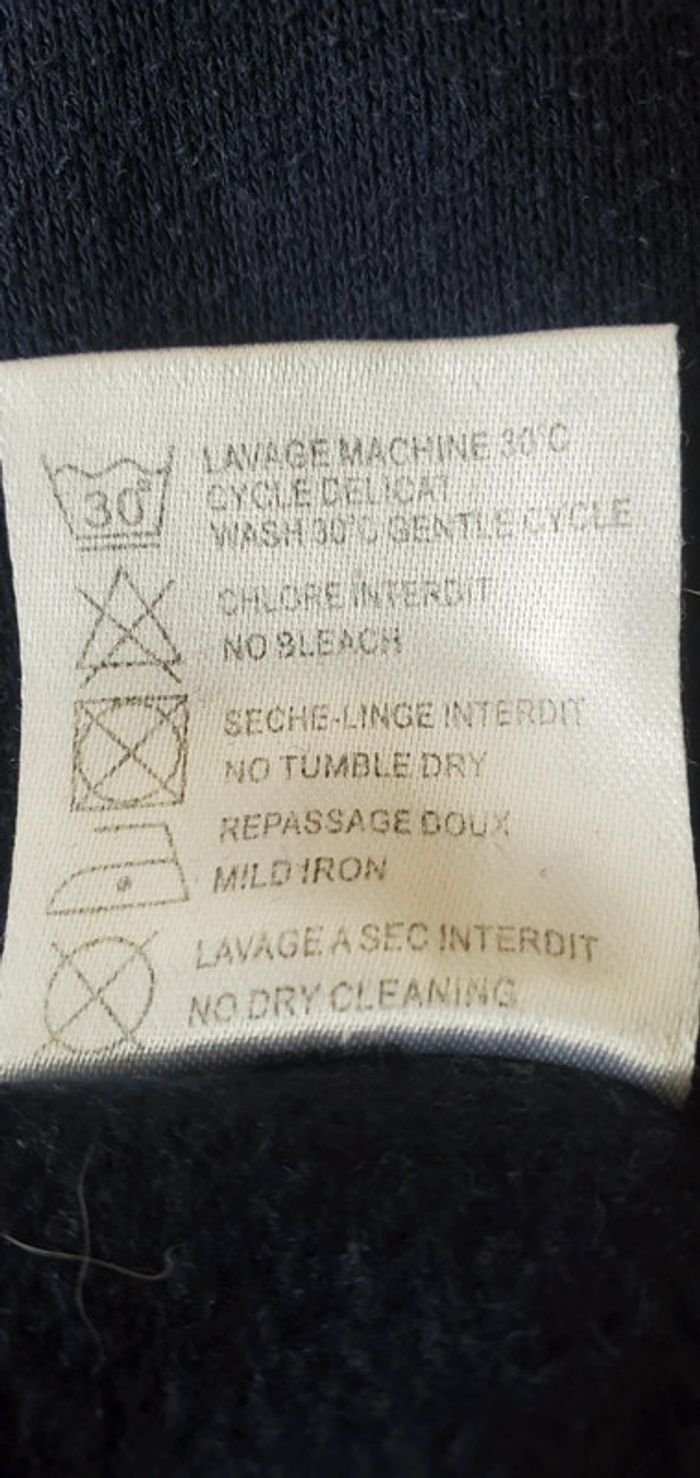 30°
LAVAGE MACHINE 30°C
CYCLE DELICAT
WASH 30°C GENTLE CYCLE
CHLORE INTERDIT
NO BLEACH
SECHE-LINGE INTERDIT
NO TUMBLE DRY
REPASSAGE DOUX
MILD IRON
LAVAGE A SEC INTERDIT
NO DRY CLEANING